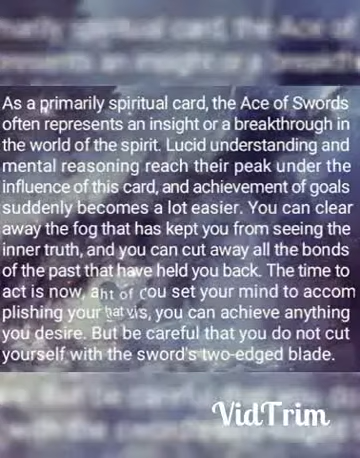 As a primarily spiritual card, the Ace of Swords
often represents an insight or a breakthrough in
the world of the spirit. Lucid understanding and
mental reasoning reach their peak under the
influence of this card, and achievement of goals
suddenly becomes a lot easier. You can clear
away the fog that has kept you from seeing the
inner truth, and you can cut away all the bonds
of the past that have held you back. The time to
act is now, you set your mind to accom
plishing your you can achieve anything
you desire. But be careful that you do not cut
yourself with the sword's two-edged blade.
VidTrim